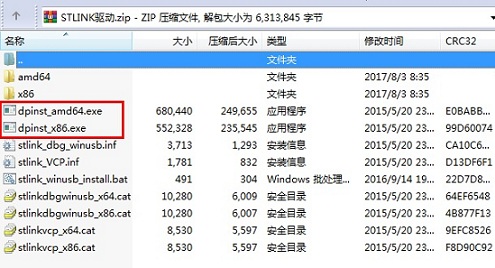 STLINK驱动.zip - ZIP 压缩文件, 解包大小为 6,313,845 字节
名称 大小 压缩后大小 类型 修改时间 CRC32
.. 文件夹
amd64 文件夹 2017/8/3 8:35
x86 文件夹 2017/8/3 8:35
dpinst_amd64.exe 680,440 249,655 应用程序 2015/5/20 23... E0BABB...
dpinst_x86.exe 552,328 235,545 应用程序 2015/5/20 23... 99D60074
stlink_dbg_winusb.inf 3,713 1,293 安装信息 2015/5/20 23... CA10C6...
stlink_VCP.inf 1,781 832 安装信息 2015/5/20 23... D13DF6F1
stlink_winusb_install.bat 491 304 Windows 批处理... 2016/9/14 19... 22D7D8...
stlinkdbgwinusb_x64.cat 10,280 6,009 安全目录 2015/5/20 23... 64EF6548
stlinkdbgwinusb_x86.cat 10,280 6,007 安全目录 2015/5/20 23... 4B877F13
stlinkvcp_x64.cat 8,530 5,597 安全目录 2015/5/20 23... 9EFC8526
stlinkvcp_x86.cat 8,530 5,597 安全目录 2015/5/20 23... 8LD90C92